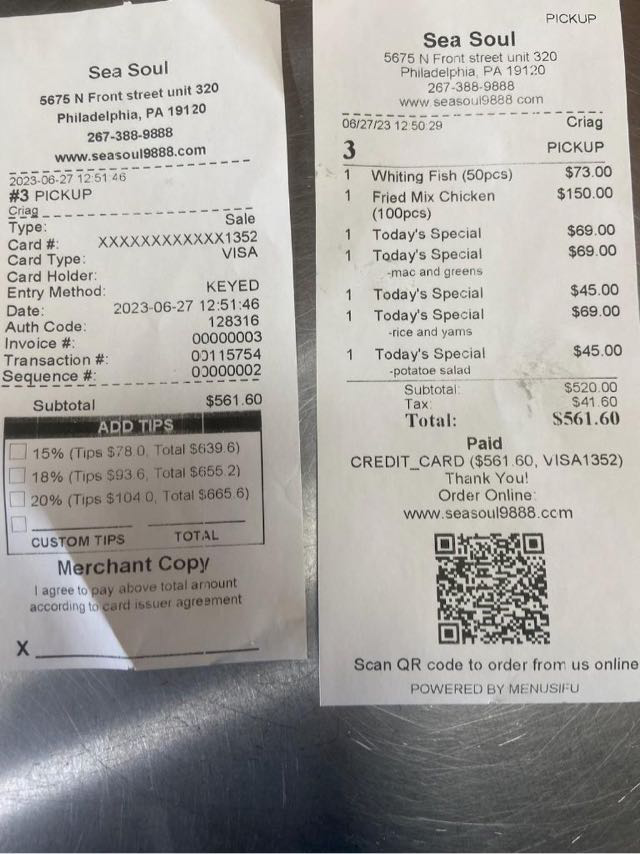 Sea Soul
5675 N Front street unit 320
Philadelphia, PA 19120
267-388-9888
www.seasoul9888.com
2023-06-27 12:51:46
#3 PICKUP
Criag
Type: Sale
Card #: XXXXXXXXXXXX1352
Card Type: VISA
Card Holder:
Entry Method: KEYED
Date: 2023-06-27 12:51:46
Auth Code: 128316
Invoice #: 00000003
Transaction #: 00115754
Sequence #: 00000002
Subtotal $561.60
ADD TIPS
15% (Tips $78.0, Total $639.6)
18% (Tips $93.6, Total $655.2)
20% (Tips $104.0, Total $665.6)
CUSTOM TIPS TOTAL
Merchant Copy
I agree to pay above total amount
according to card issuer agreement
X
PICKUP
Sea Soul
5675 N Front street unit 320
Philadelphia, PA 19120
267-388-9888
www.seasoul9888.com
06/27/23 12:50:29 Criag
3 PICKUP
1 Whiting Fish (50pcs) $73.00
1 Fried Mix Chicken $150.00
(100pcs)
1 Today's Special $69.00
1 Today's Special $69.00
-mac and greens
1 Today's Special $45.00
1 Today's Special $69.00
-rice and yams
1 Today's Special $45.00
-potatoe salad
Subtotal: $520.00
Tax: $41.60
Total: $561.60
Paid
CREDIT_CARD ($561.60, VISA1352)
Thank You!
Order Online:
www.seasoul9888.com
Scan QR code to order from us online
POWERED BY MENUSIFU